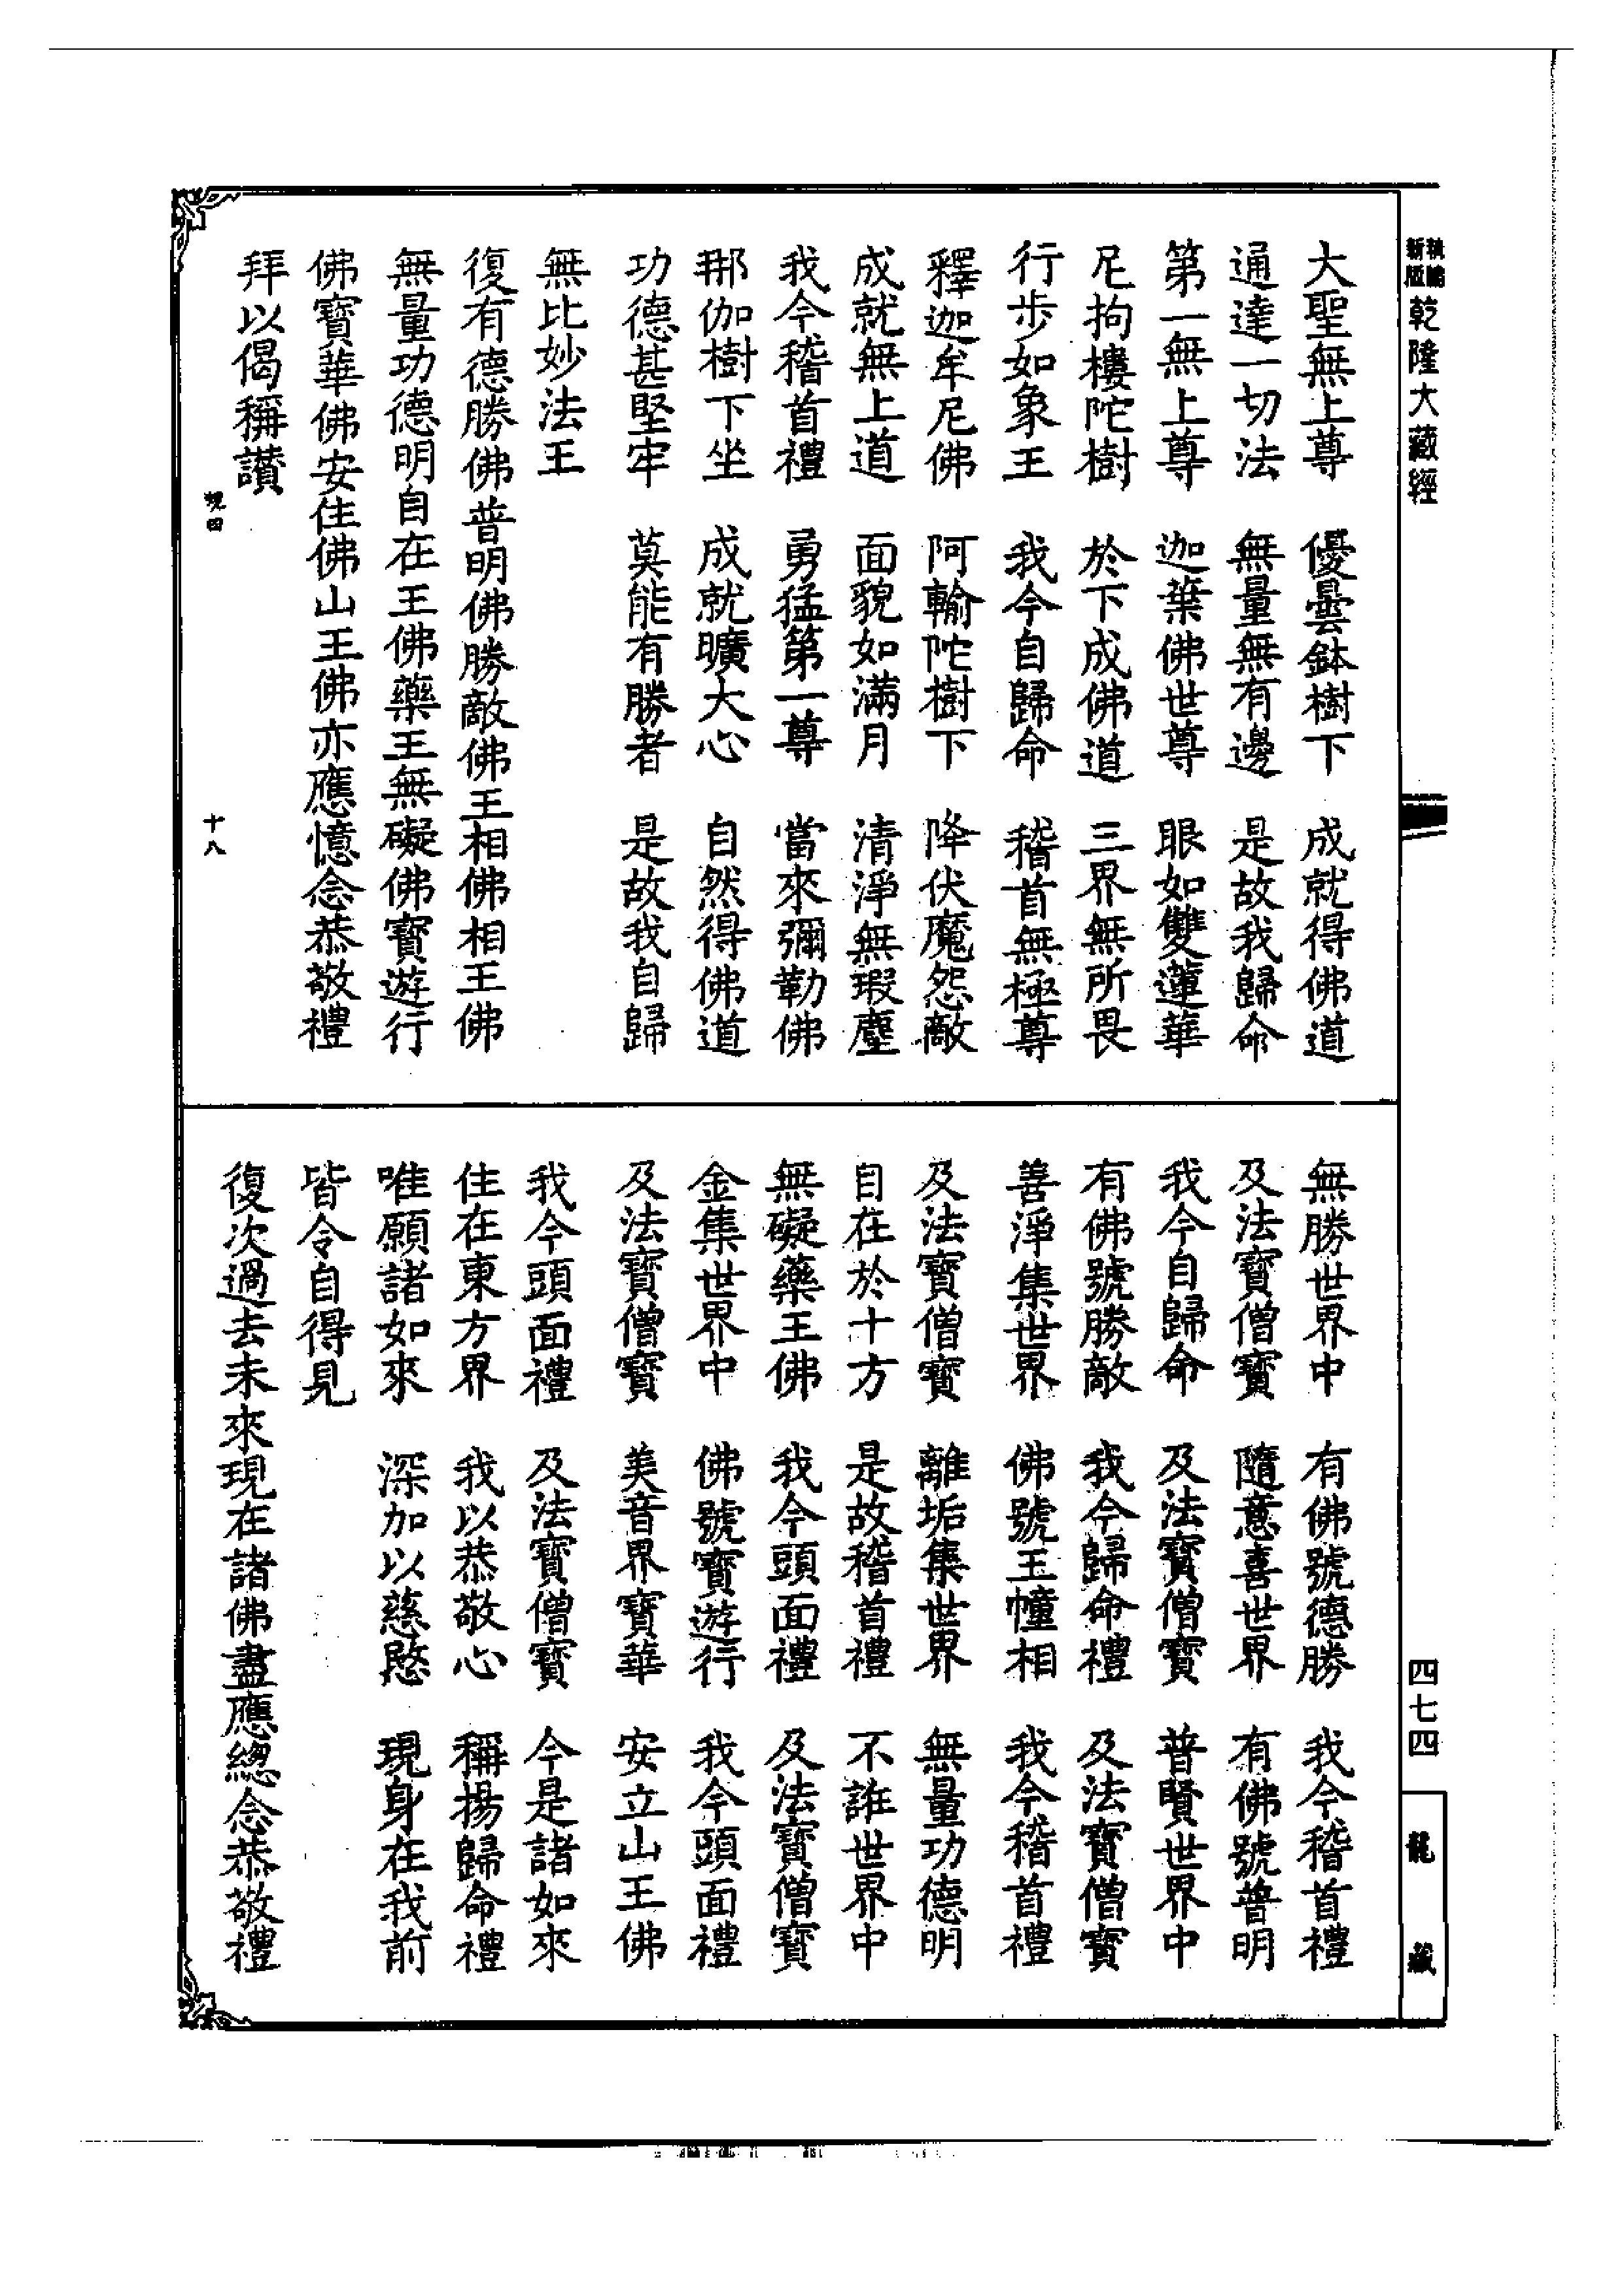 乾隆大藏經
大聖無上尊　優曇鉢樹下　成就得佛道
通達一切法　無量無有邊　是故我歸命
第一無上尊　迦葉佛世尊　眼如雙蓮華
尼拘樓陀樹　於下成佛道　三界無所畏
行步如象王　我今自歸命　稽首無極尊
釋迦牟尼佛　阿輸陀樹下　降伏魔怨敵
成就無上道　面貌如滿月　清淨無瑕塵
我今稽首禮　勇猛第一尊　當來彌勒佛
那伽樹下坐　成就曠大心　自然得佛道
功德甚堅牢　莫能有勝者　是故我自歸
無比妙法王
復有德勝佛普明佛勝敵佛王相佛相王佛
無量功德明自在王佛藥王無礙佛寶遊行
佛寶華佛安住佛山王佛亦應憶念恭敬禮
拜以偈稱讚
十八
無勝世界中　有佛號德勝　我今稽首禮
及法寶僧寶　隨意喜世界　有佛號普明
我今自歸命　及法寶僧寶　普賢世界中
有佛號勝敵　我今歸命禮　及法寶僧寶
善淨集世界　佛號王幢相　我今稽首禮
及法寶僧寶　離垢集世界　無量功德明
自在於十方　是故稽首禮　不誑世界中
無礙藥王佛　我今頭面禮　及法寶僧寶
金集世界中　佛號寶遊行　我今頭面禮
及法寶僧寶　美音界寶華　安立山王佛
我今頭面禮　及法寶僧寶　今是諸如來
住在東方界　我以恭敬心　稱揚歸命禮
唯願諸如來　深加以慈愍　現身在我前
皆令自得見
復次過去未來現在諸佛盡應總念恭敬禮
四七四
龍藏